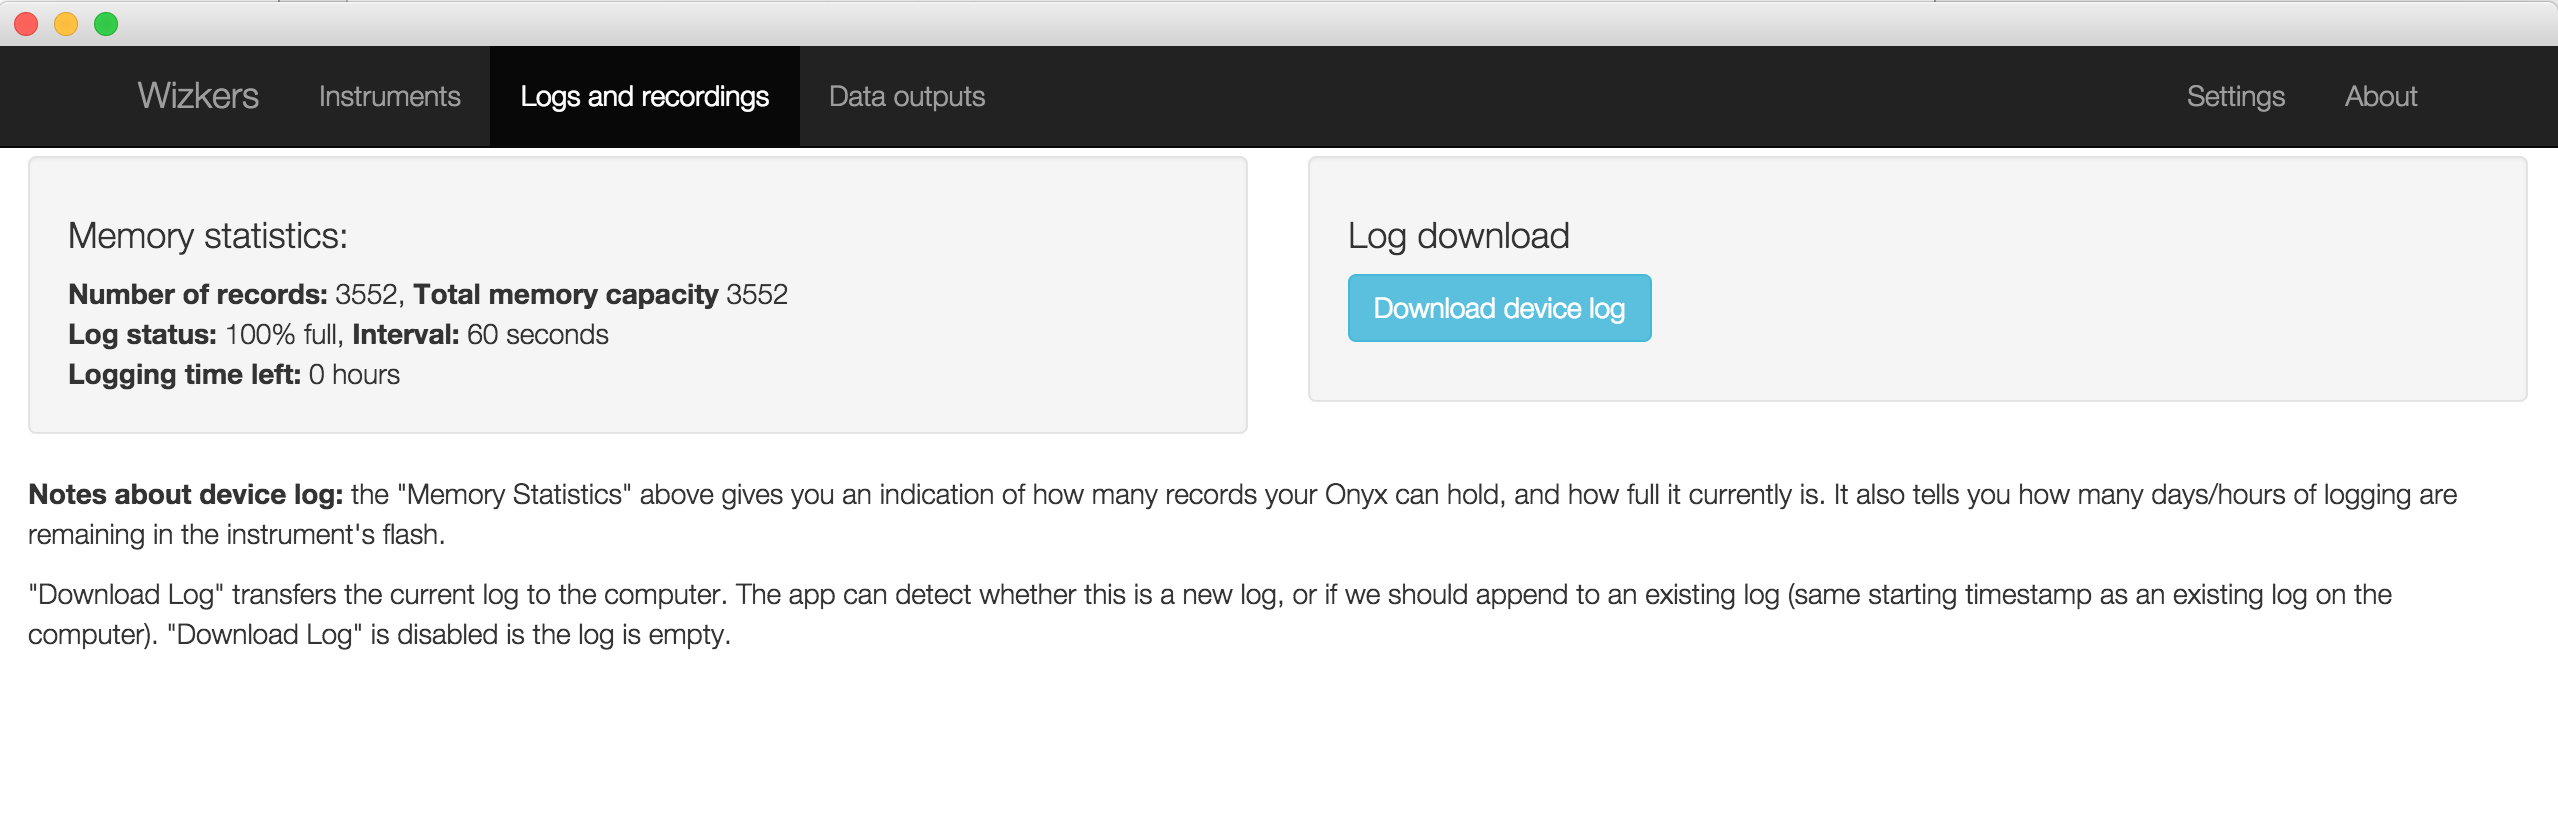 Wizkers Instruments Logs and recordings Data outputs Settings About
Memory statistics:
Number of records: 3552, Total memory capacity 3552
Log status: 100% full, Interval: 60 seconds
Logging time left: 0 hours
Log download
Download device log
Notes about device log: the "Memory Statistics" above gives you an indication of how many records your Onyx can hold, and how full it currently is. It also tells you how many days/hours of logging are
remaining in the instrument's flash.
"Download Log" transfers the current log to the computer. The app can detect whether this is a new log, or if we should append to an existing log (same starting timestamp as an existing log on the
computer). "Download Log" is disabled is the log is empty.